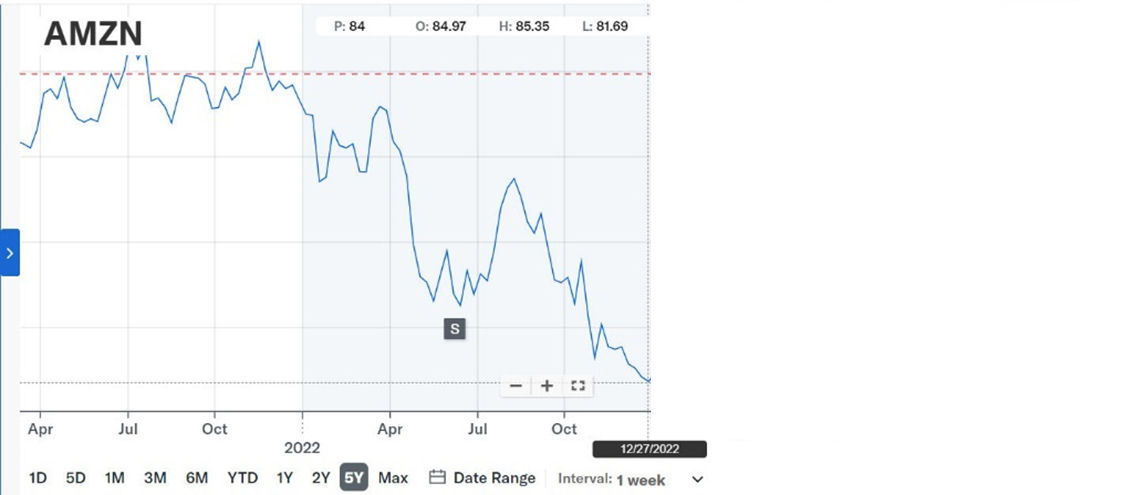 AMZN
P: 84 O: 84.97 H: 85.35 L: 81.69
S
Apr Jul Oct Apr Jul Oct
2022
12/27/2022
1D 5D 1M 3M 6M YTD 1Y 2Y 5Y Max Date Range Interval: 1 week